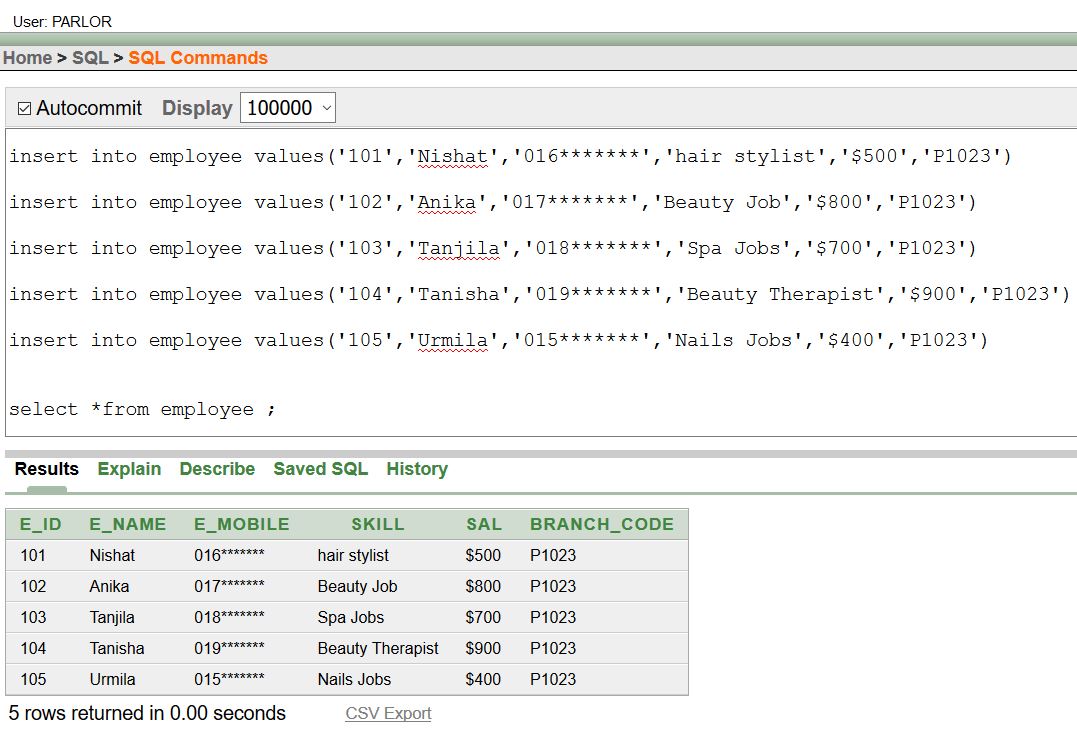 User: PARLOR
Home > SQL > SQL Commands
Autocommit Display 100000
insert into employee values('101','Nishat','016*******','hair stylist','$500','P1023')
insert into employee values('102','Anika','017*******','Beauty Job','$800','P1023')
insert into employee values('103','Tanjila','018*******','Spa Jobs','$700','P1023')
insert into employee values('104','Tanisha','019*******','Beauty Therapist','$900','P1023')
insert into employee values('105','Urmila','015*******','Nails Jobs','$400','P1023')
select *from employee ;
Results Explain Describe Saved SQL History
E_ID E_NAME E_MOBILE SKILL SAL BRANCH_CODE
101 Nishat 016******* hair stylist $500 P1023
102 Anika 017******* Beauty Job $800 P1023
103 Tanjila 018******* Spa Jobs $700 P1023
104 Tanisha 019******* Beauty Therapist $900 P1023
105 Urmila 015******* Nails Jobs $400 P1023
5 rows returned in 0.00 seconds CSV Export